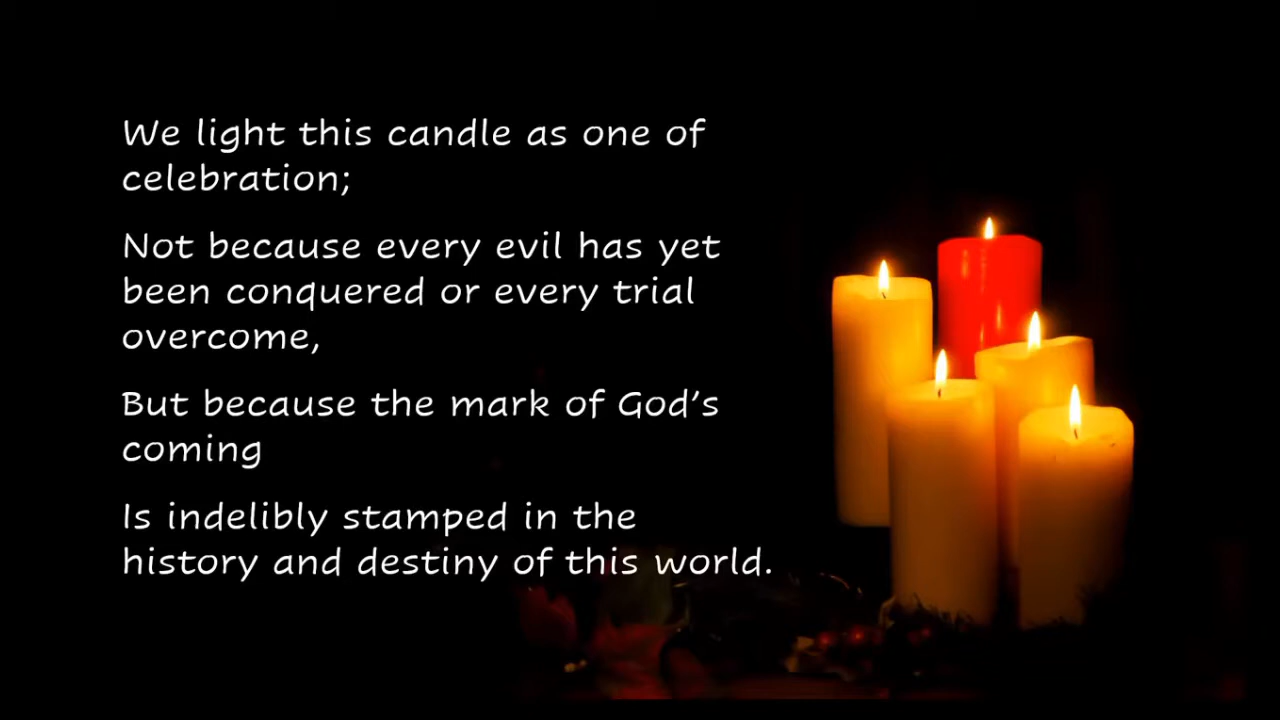 We light this candle as one of
celebration;
Not because every evil has yet
been conquered or every trial
overcome,
But because the mark of God’s
coming
Is indelibly stamped in the
history and destiny of this world.